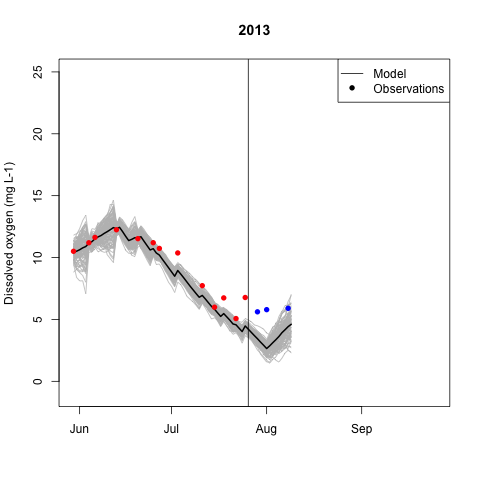 2013
Dissolved oxygen (mg L-1)
25
20
15
10
5
0
Jun
Jul
Aug
Sep
Model
Observations